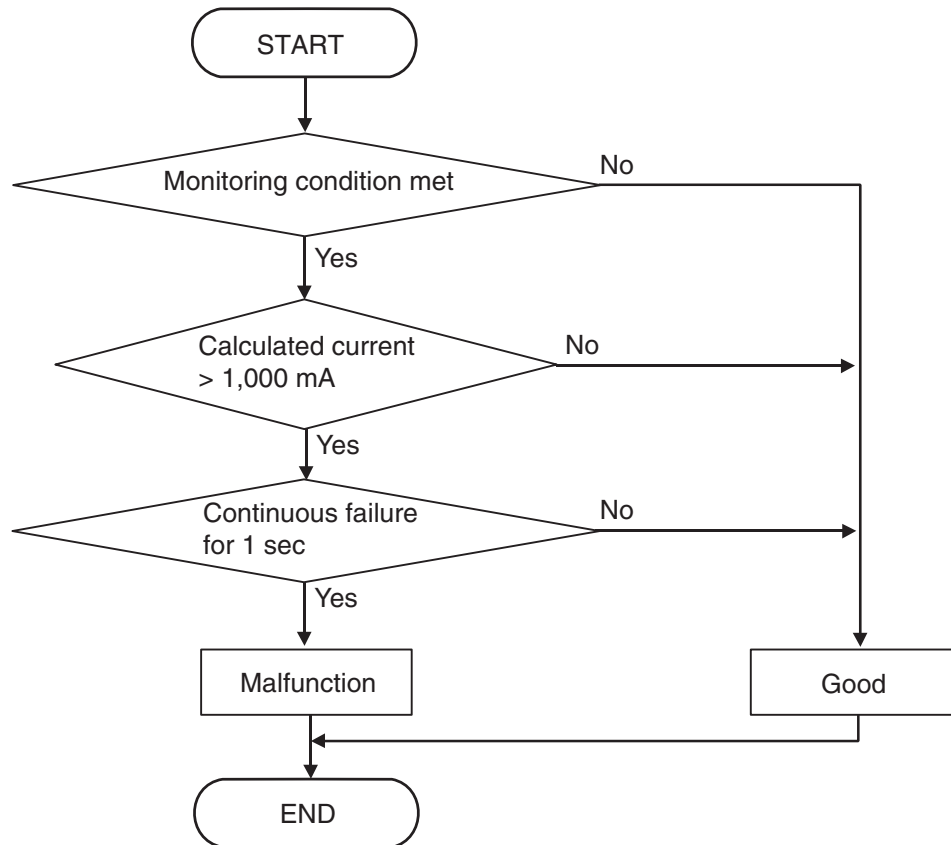 START
Monitoring condition met
No
Yes
Calculated current
> 1,000 mA
No
Yes
Continuous failure
for 1 sec
No
Yes
Malfunction
Good
END